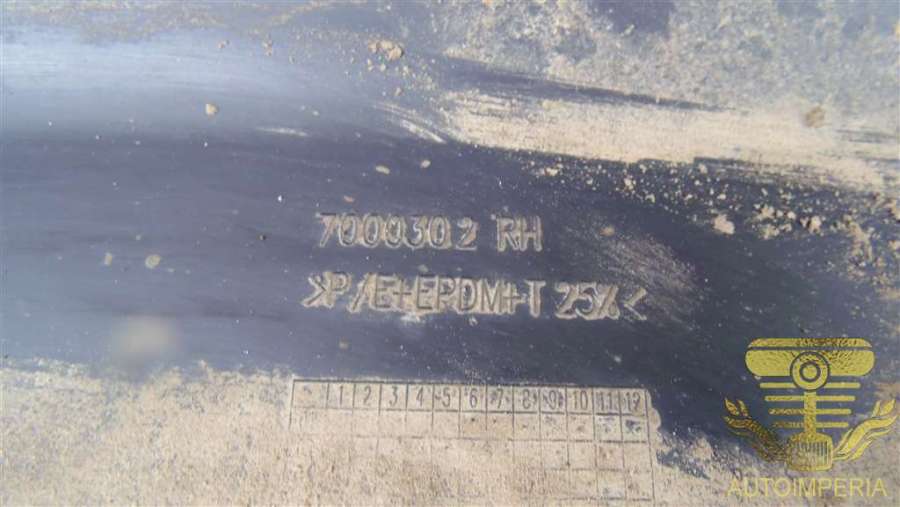 7000302 RH
>P/E+EPDM+T 25%<
1 2 3 4 5 6 7 8 9 10 11 12
AUTOIMPERIA